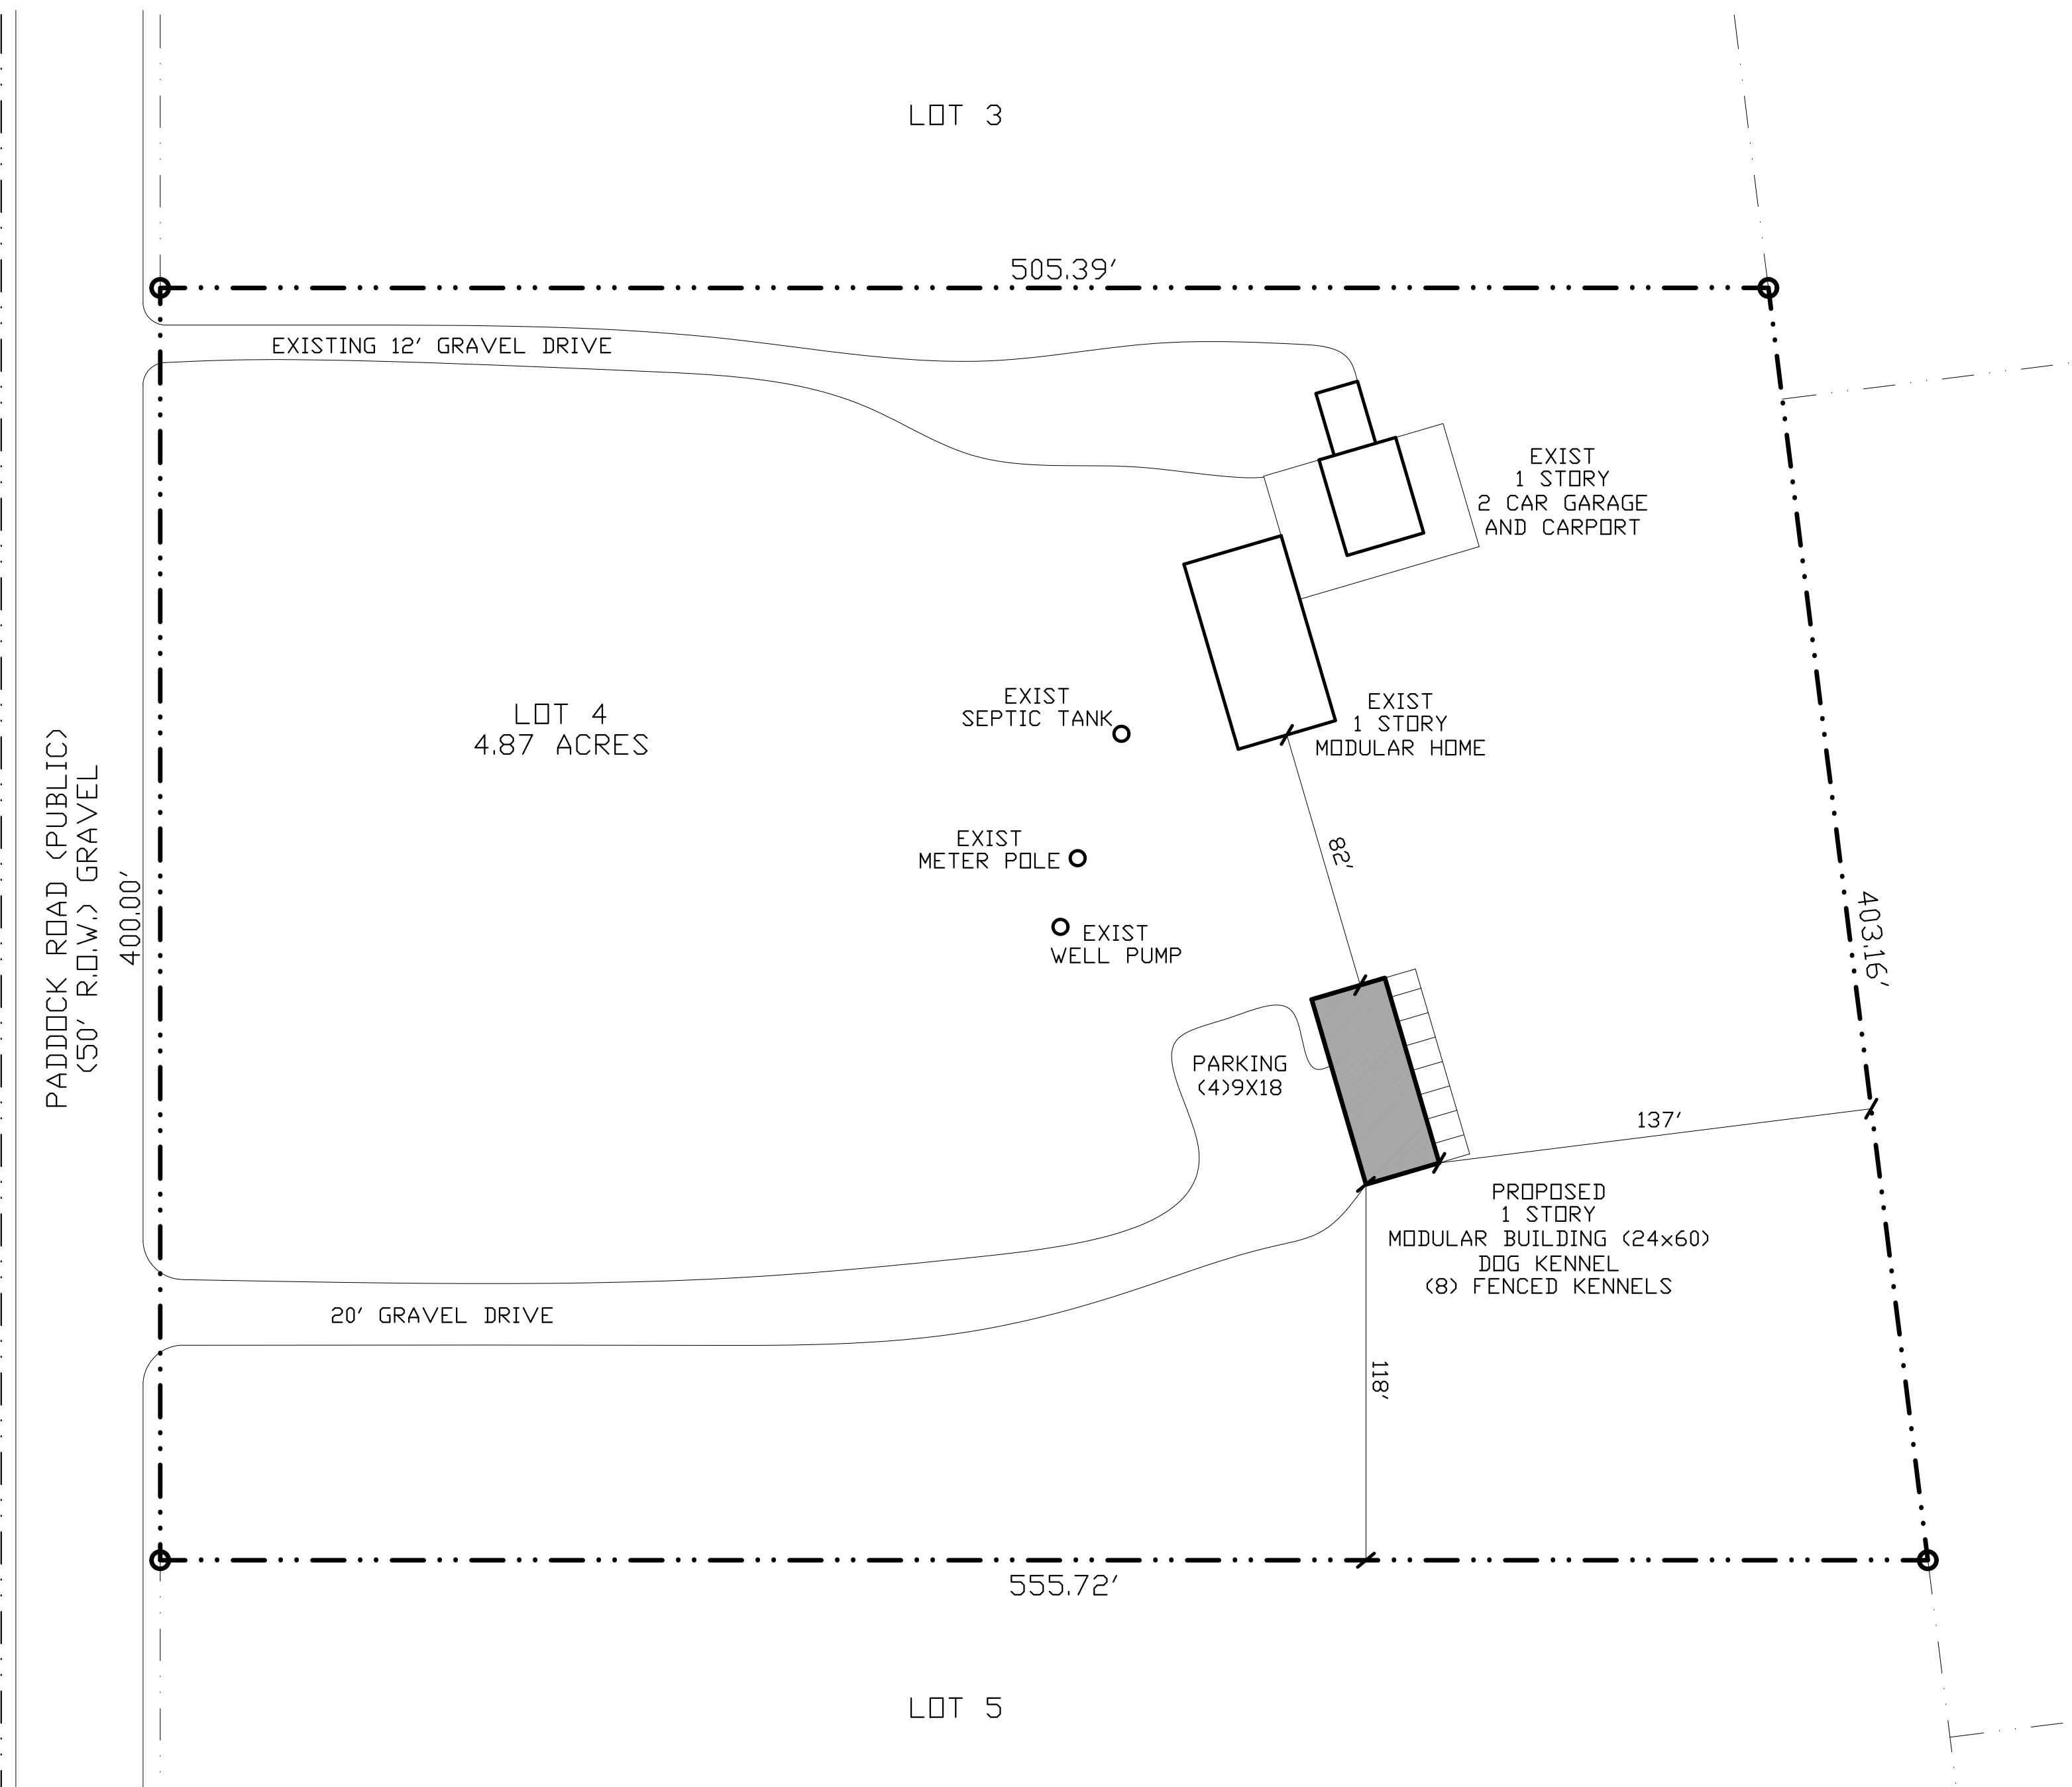 LOT 3
505.39'
EXISTING 12' GRAVEL DRIVE
EXIST
1 STORY
2 CAR GARAGE
AND CARPORT
LOT 4
4.87 ACRES
EXIST
SEPTIC TANK
EXIST
1 STORY
MODULAR HOME
PADDOCK ROAD (PUBLIC)
(50' R.O.W.) GRAVEL
400.00'
EXIST
METER POLE
82'
EXIST
WELL PUMP
403.16'
PARKING
(4)9X18
137'
PROPOSED
1 STORY
MODULAR BUILDING (24x60)
DOG KENNEL
(8) FENCED KENNELS
20' GRAVEL DRIVE
118'
555.72'
LOT 5